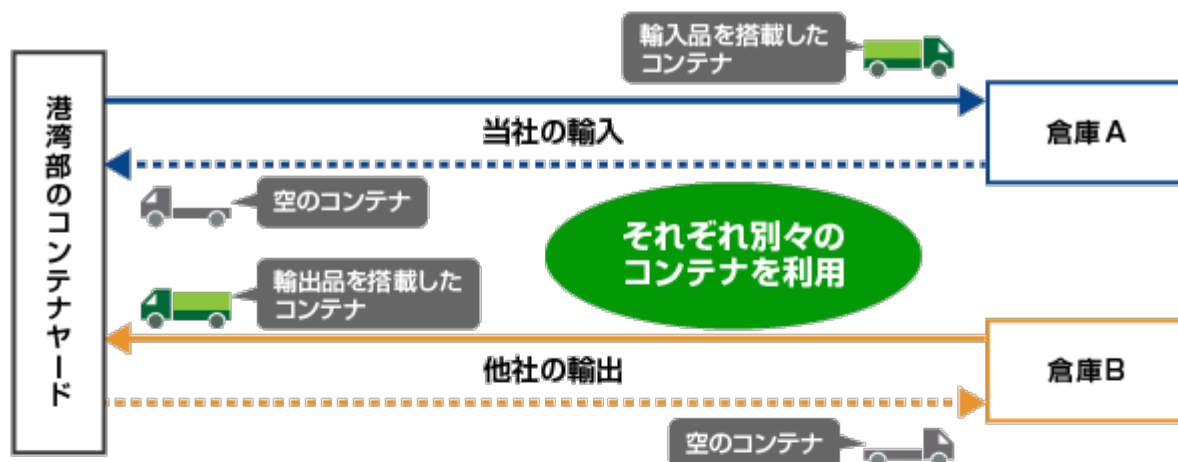 港湾部のコンテナヤード
輸入品を搭載した
コンテナ
倉庫A
当社の輸入
空のコンテナ
それぞれ別々の
コンテナを利用
輸出品を搭載した
コンテナ
倉庫B
他社の輸出
空のコンテナ